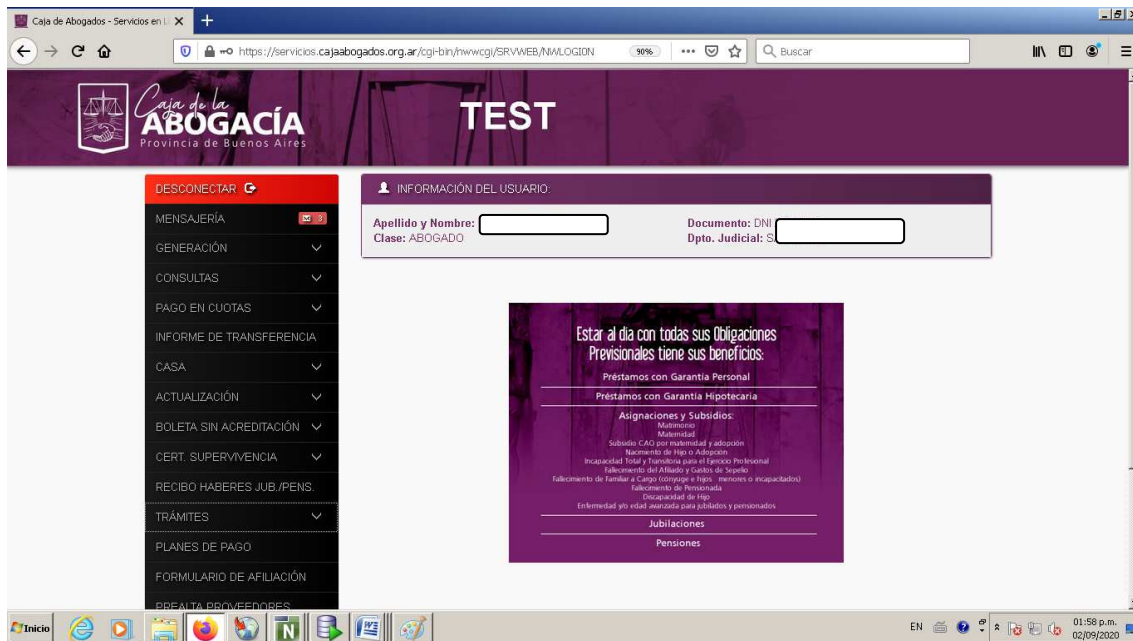 Caja de Abogados - Servicios en L
https://servicios.cajaabogados.org.ar/cgi-bin/nwwcgi/SRVWEB/NWLOGION
90%
Buscar
Caja de la
ABOGACÍA
Provincia de Buenos Aires
TEST
DESCONECTAR
MENSAJERÍA
GENERACIÓN
CONSULTAS
PAGO EN CUOTAS
INFORME DE TRANSFERENCIA
CASA
ACTUALIZACIÓN
BOLETA SIN ACREDITACIÓN
CERT. SUPERVIVENCIA
RECIBO HABERES JUB./PENS.
TRÁMITES
PLANES DE PAGO
FORMULARIO DE AFILIACIÓN
PREALTA PROVEEDORES
INFORMACIÓN DEL USUARIO:
Apellido y Nombre:
Documento: DNI
Clase: ABOGADO
Dpto. Judicial: S
Estar al día con todas sus Obligaciones
Previsionales tiene sus beneficios:
Préstamos con Garantía Personal
Préstamos con Garantía Hipotecaria
Asignaciones y Subsidios:
Matrimonio
Maternidad
Subsidio CAO por maternidad y adopción
Nacimiento de Hijo o Adopción
Incapacidad Total y Transitoria para el Ejercicio Profesional
Fallecimiento del Afiliado y Gastos de Sepelio
Fallecimiento de Familiar a Cargo (cónyuge e hijos menores o incapacitados)
Fallecimiento de Pensionada
Discapacidad de Hijo
Enfermedad y/o edad avanzada para jubilados y pensionados
Jubilaciones
Pensiones
Inicio
EN
01:58 p.m.
02/09/2020